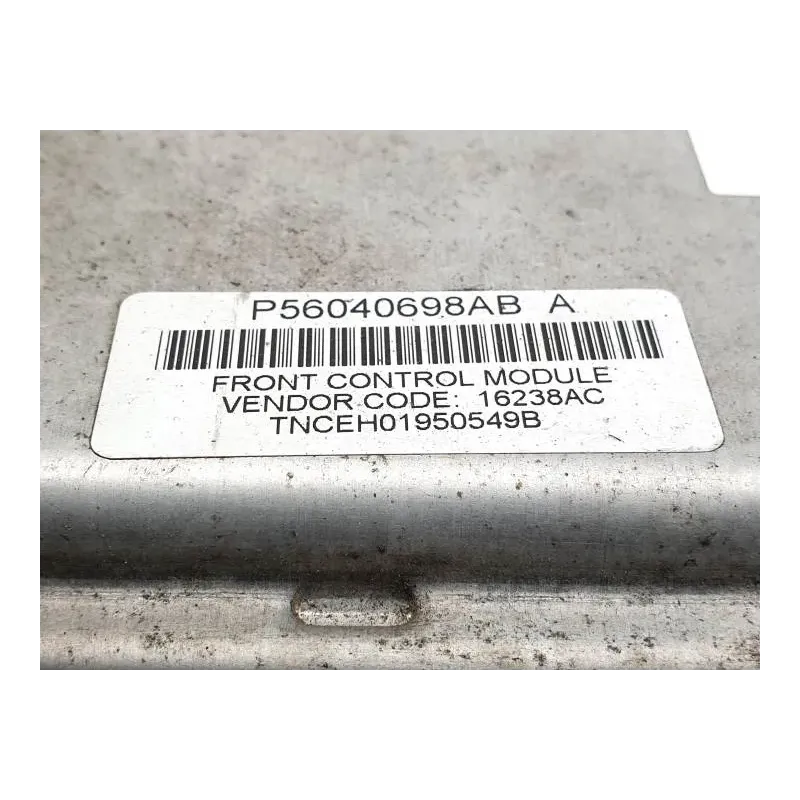 P56040698AB A
FRONT CONTROL MODULE
VENDOR CODE: 16238AC
TNCEH01950549B